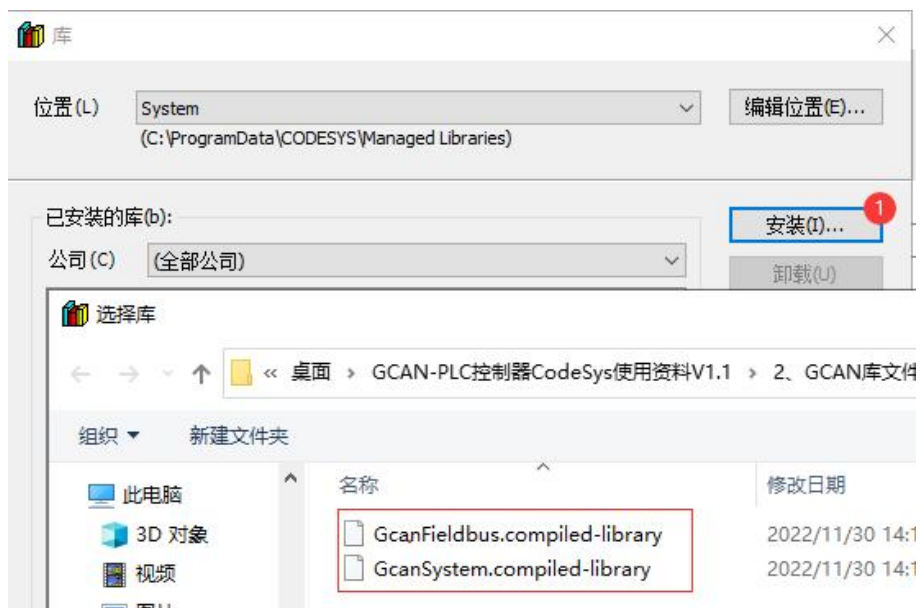 库
位置(L) System 编辑位置(E)...
(C:\ProgramData\CODESYS\Managed Libraries)
已安装的库(b):
1
安装(I)...
公司(C) (全部公司)
卸载(U)
选择库
« 桌面 › GCAN-PLC控制器CodeSys使用资料V1.1 › 2、GCAN库文件
组织 新建文件夹
名称 修改日期
此电脑
3D 对象
视频
GcanFieldbus.compiled-library 2022/11/30 14:1
GcanSystem.compiled-library 2022/11/30 14:1